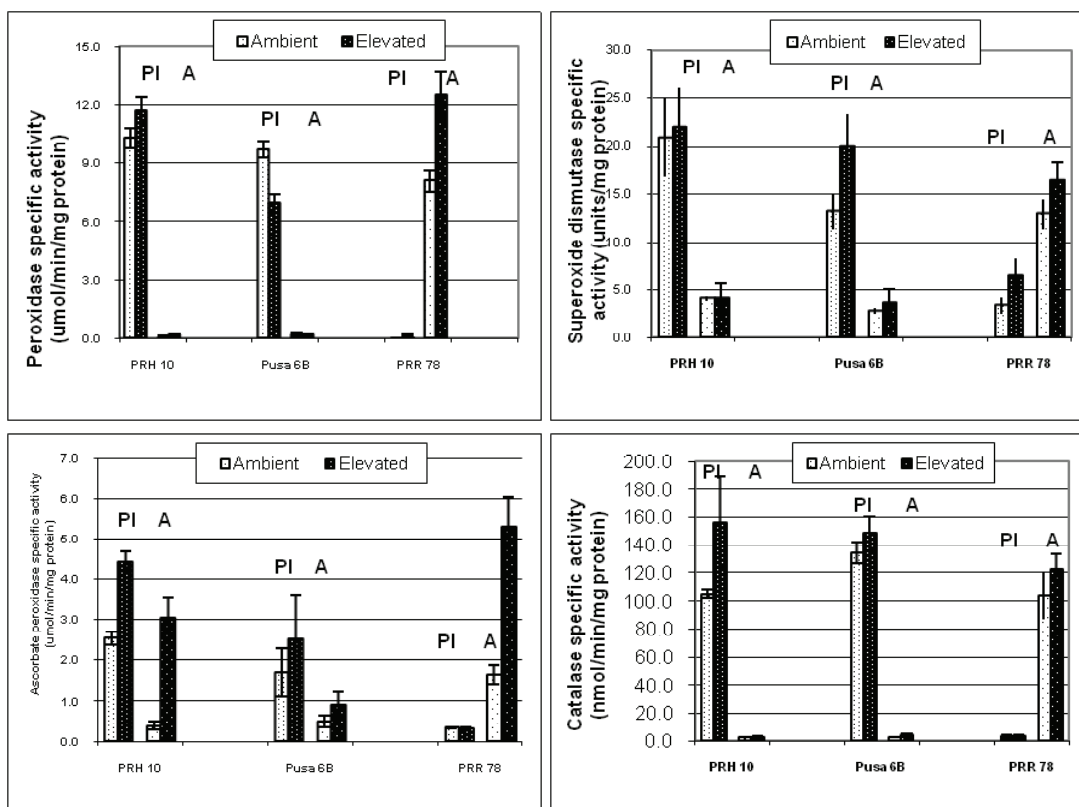 Ambient Elevated
PI A
PI A
PI A
15.0
12.0
9.0
6.0
3.0
0.0
Peroxidase specific activity
(umol/min/mg protein)
PRH 10 Pusa 6B PRR 78
Ambient Elevated
PI A
PI A
PI A
30.0
25.0
20.0
15.0
10.0
5.0
0.0
Superoxide dismutase specific
activity (units/mg protein)
PRH 10 Pusa 6B PRR 78
Ambient Elevated
PI A
PI A
PI A
7.0
6.0
5.0
4.0
3.0
2.0
1.0
0.0
Ascorbate peroxidase specific activity
(umol/min/mg protein)
PRH 10 Pusa 6B PRR 78
Ambient Elevated
PI A
PI A
PI A
200.0
180.0
160.0
140.0
120.0
100.0
80.0
60.0
40.0
20.0
0.0
Catalase specific activity
(nmol/min/mg protein)
PRH 10 Pusa 6B PRR 78